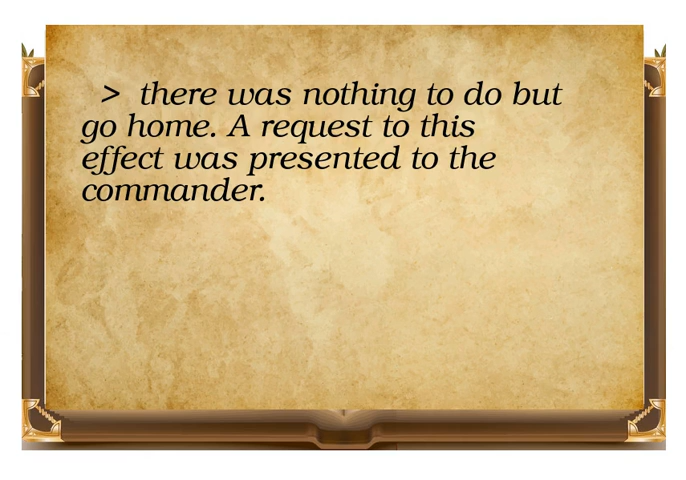 > there was nothing to do but
go home. A request to this
effect was presented to the
commander.